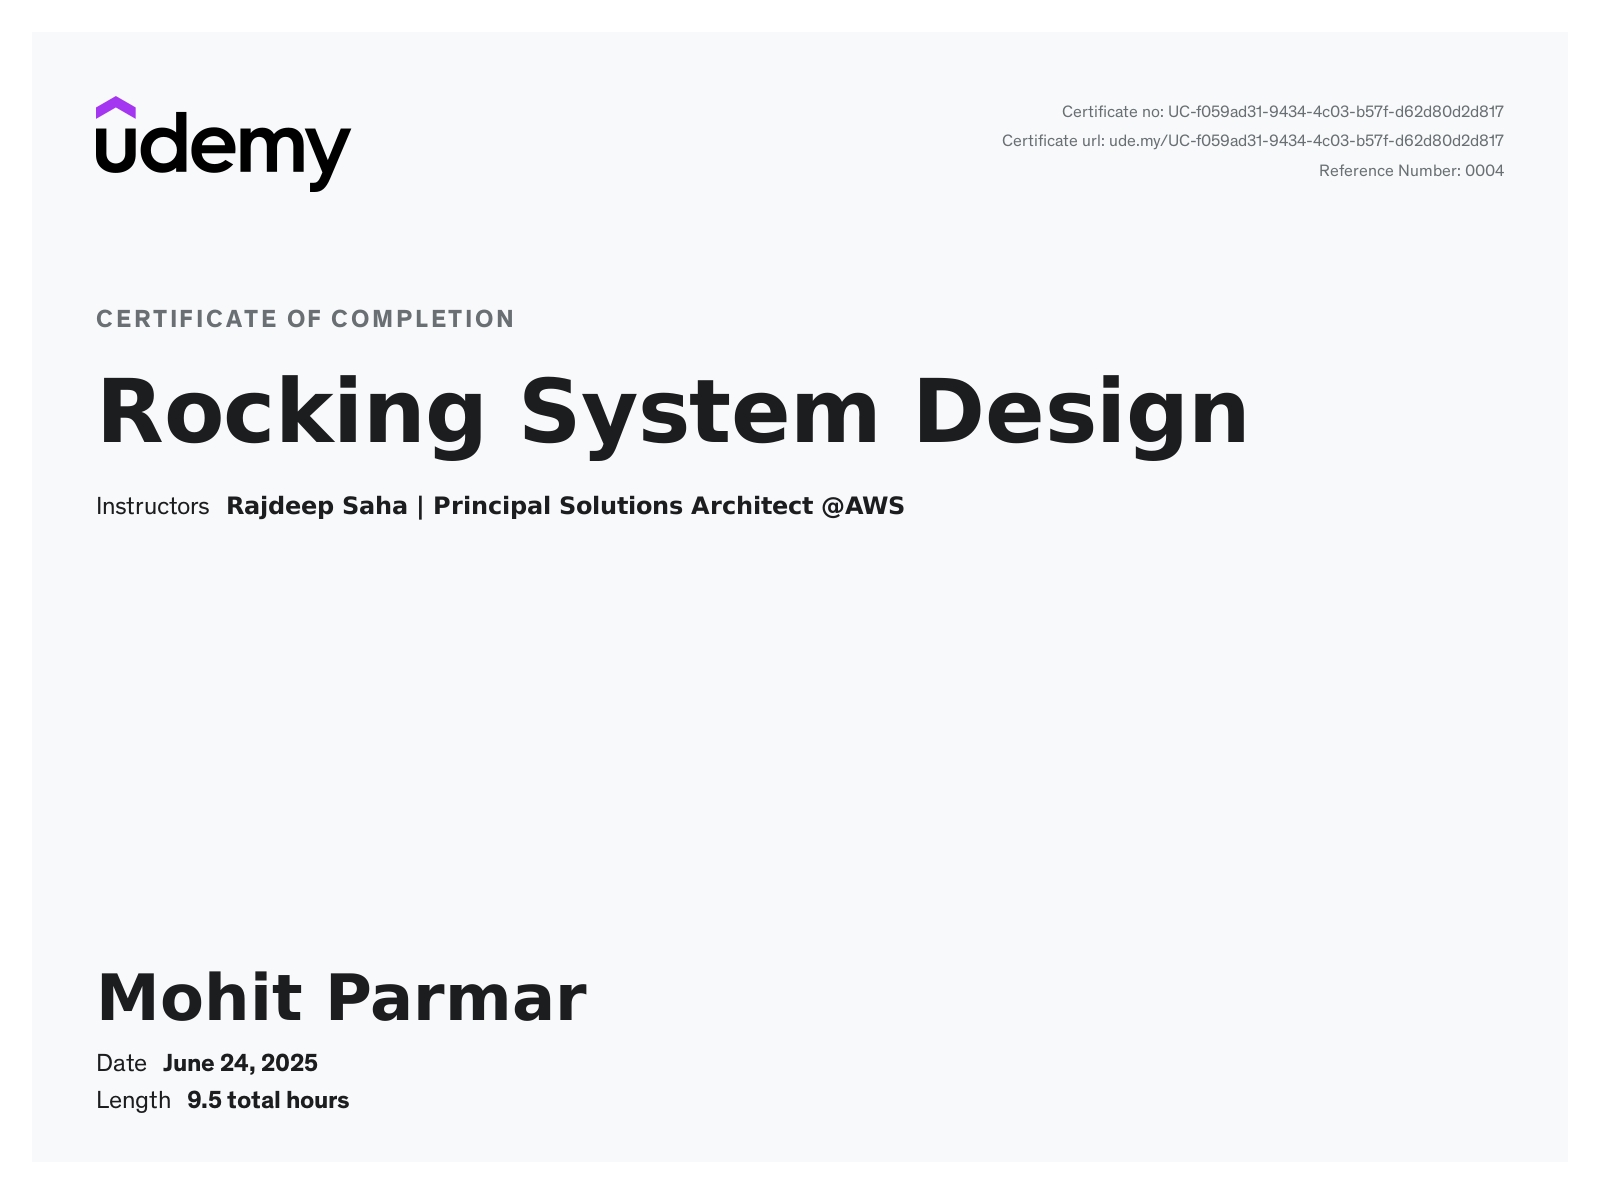 udemy
Certificate no: UC-f059ad31-9434-4c03-b57f-d62d80d2d817
Certificate url: ude.my/UC-f059ad31-9434-4c03-b57f-d62d80d2d817
Reference Number: 0004
CERTIFICATE OF COMPLETION
Rocking System Design
Instructors Rajdeep Saha | Principal Solutions Architect @AWS
Mohit Parmar
Date June 24, 2025
Length 9.5 total hours